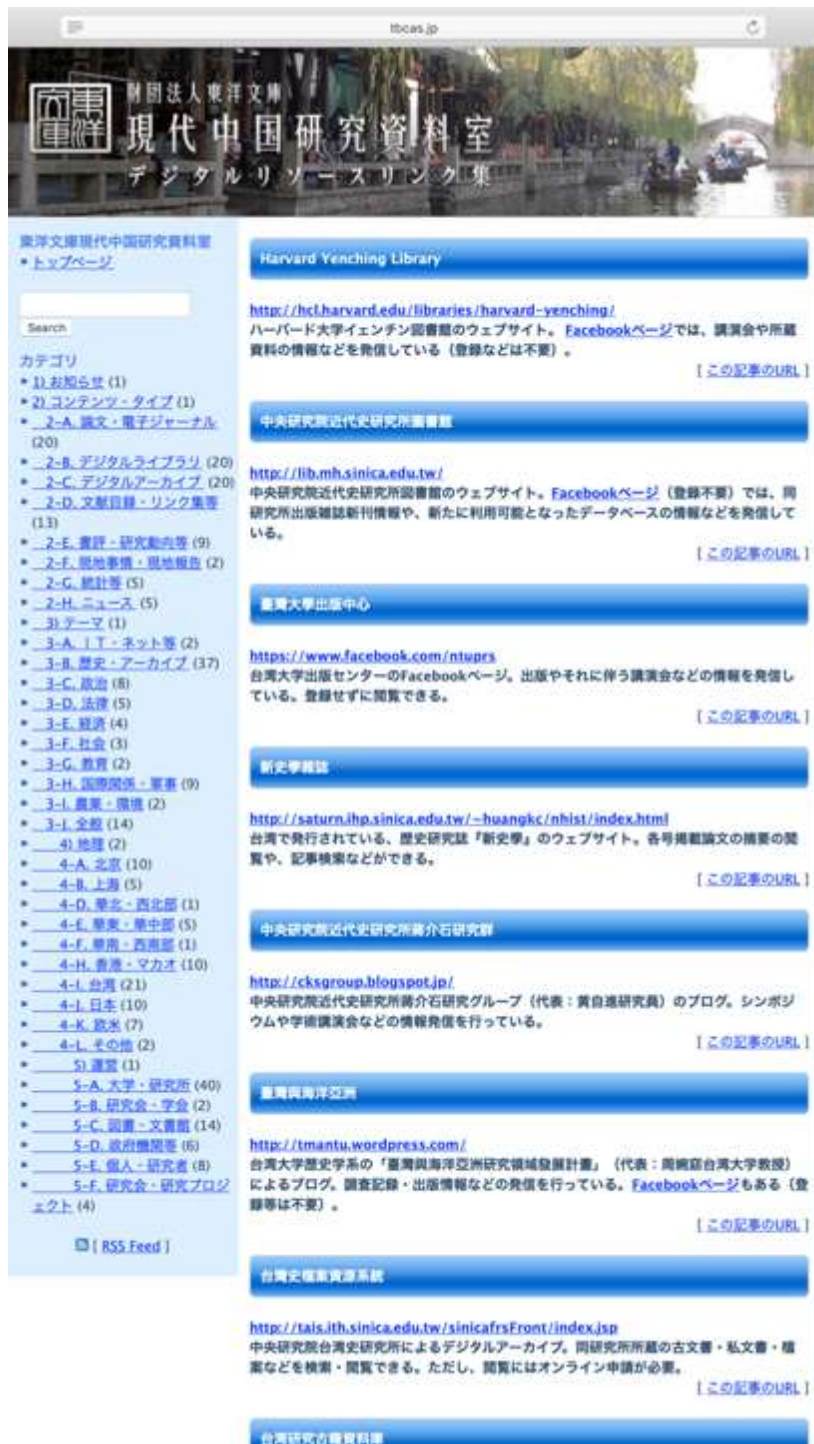 tbcas.jp
東洋文庫
財団法人東洋文庫
現代中国研究資料室
デジタルリソースリンク集
東洋文庫現代中国研究資料室
トップページ
Search
カテゴリ
1) お知らせ (1)
2) コンテンツ・タイプ (1)
2-A. 論文・電子ジャーナル
(20)
2-B. デジタルライブラリ (20)
2-C. デジタルアーカイブ (20)
2-D. 文献目録・リンク集等
(13)
2-E. 書評・研究動向等 (9)
2-F. 現地事情・現地報告 (2)
2-G. 統計等 (5)
2-H. ニュース (5)
3) テーマ (1)
3-A. IT・ネット等 (2)
3-B. 歴史・アーカイブ (37)
3-C. 政治 (8)
3-D. 法律 (5)
3-E. 経済 (4)
3-F. 社会 (3)
3-G. 教育 (2)
3-H. 国際関係・軍事 (9)
3-I. 農業・環境 (2)
3-J. 全般 (14)
4) 地理 (2)
4-A. 北京 (10)
4-B. 上海 (5)
4-D. 華北・西北部 (1)
4-E. 華東・華中部 (5)
4-F. 華南・西南部 (1)
4-H. 香港・マカオ (10)
4-I. 台湾 (21)
4-J. 日本 (10)
4-K. 欧米 (7)
4-L. その他 (2)
5) 運営 (1)
5-A. 大学・研究所 (40)
5-B. 研究会・学会 (2)
5-C. 図書・文書館 (14)
5-D. 政府機関等 (6)
5-E. 個人・研究者 (8)
5-F. 研究会・研究プロジ
ェクト (4)
[ RSS Feed ]
Harvard Yenching Library
http://hcl.harvard.edu/libraries/harvard-yenching/
ハーバード大学イェンチン図書館のウェブサイト。 Facebookページでは、講演会や所蔵
資料の情報などを発信している（登録などは不要）。
[ この記事のURL ]
中央研究院近代史研究所圖書館
http://lib.mh.sinica.edu.tw/
中央研究院近代史研究所図書館のウェブサイト。Facebookページ（登録不要）では、同
研究所出版雑誌新刊情報や、新たに利用可能となったデータベースの情報などを発信して
いる。
[ この記事のURL ]
臺灣大學出版中心
https://www.facebook.com/ntuprs
台湾大学出版センターのFacebookページ。出版やそれに伴う講演会などの情報を発信し
ている。登録せずに閲覧できる。
[ この記事のURL ]
新史學雜誌
http://saturn.ihp.sinica.edu.tw/~huangkc/nhist/index.html
台湾で発行されている、歴史研究誌『新史學』のウェブサイト。各号掲載論文の摘要の閲
覧や、記事検索などができる。
[ この記事のURL ]
中央研究院近代史研究所蔣介石研究群
http://cksgroup.blogspot.jp/
中央研究院近代史研究所蔣介石研究グループ（代表：黄自進研究員）のブログ。シンポジ
ウムや学術講演会などの情報発信を行っている。
[ この記事のURL ]
臺灣與海洋亞洲
http://tmantu.wordpress.com/
台湾大学歴史学系の「臺灣與海洋亞洲研究領域發展計畫」（代表：周婉窈台湾大学教授）
によるブログ。調査記録・出版情報などの発信を行っている。Facebookページもある（登
録等は不要）。
[ この記事のURL ]
台灣史檔案資源系統
http://tais.ith.sinica.edu.tw/sinicafrsFront/index.jsp
中央研究院台湾史研究所によるデジタルアーカイブ。同研究所所蔵の古文書・私文書・檔
案などを検索・閲覧できる。ただし、閲覧にはオンライン申請が必要。
[ この記事のURL ]
台灣研究古籍資料庫